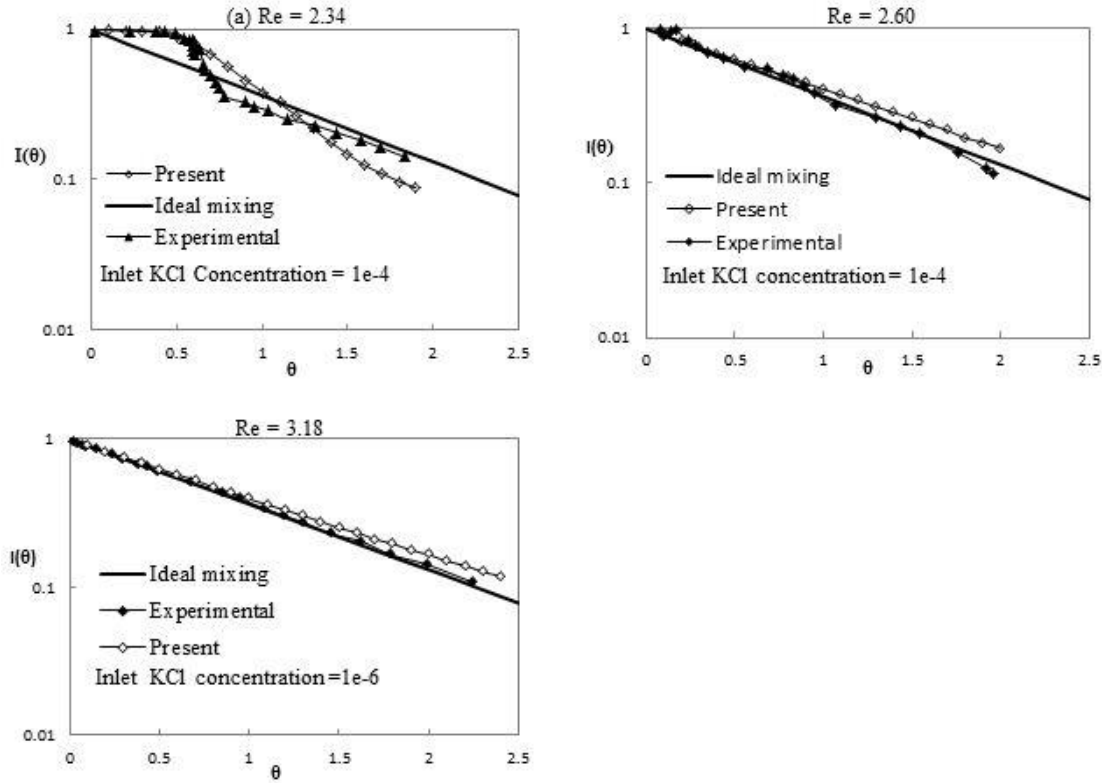 (a) Re = 2.34
1
I(θ)
0.1
0.01
Present
Ideal mixing
Experimental
Inlet KCl Concentration = 1e-4
0 0.5 1 1.5 2 2.5
θ
Re = 2.60
1
I(θ)
0.1
0.01
Ideal mixing
Present
Experimental
Inlet KCl concentration = 1e-4
0 0.5 1 1.5 2 2.5
θ
Re = 3.18
1
I(θ)
0.1
0.01
Ideal mixing
Experimental
Present
Inlet KCl concentration =1e-6
0 0.5 1 1.5 2 2.5
θ